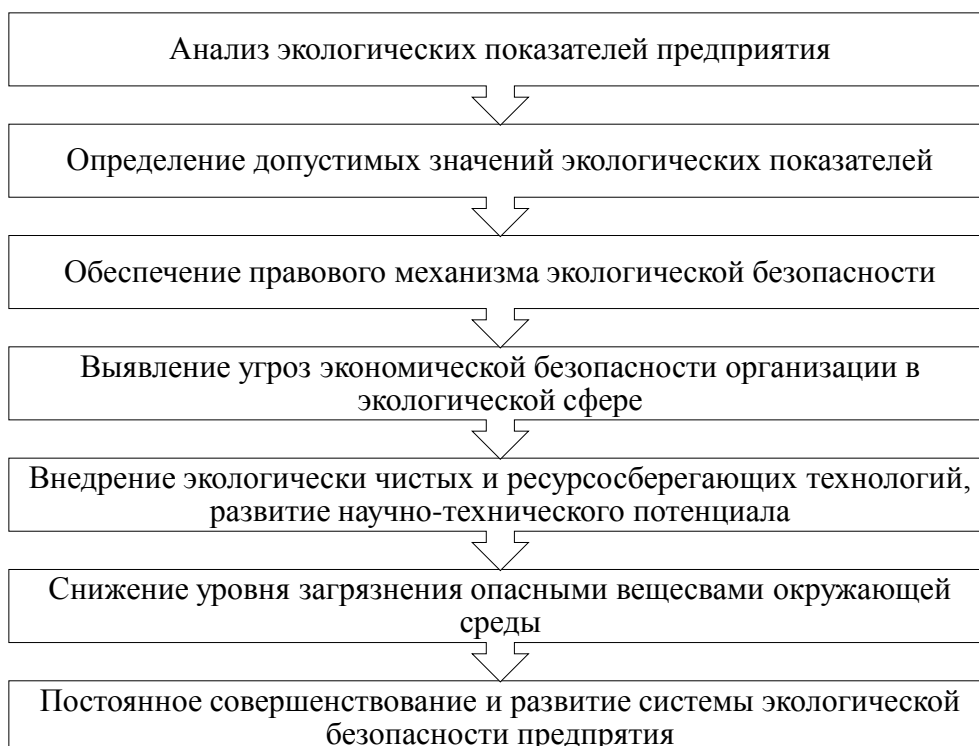 Анализ экологических показателей предприятия
Определение допустимых значений экологических показателей
Обеспечение правового механизма экологической безопасности
Выявление угроз экономической безопасности организации в
экологической сфере
Внедрение экологически чистых и ресурсосберегающих технологий,
развитие научно-технического потенциала
Снижение уровня загрязнения опасными вещесвами окружающей
среды
Постоянное совершенствование и развитие системы экологической
безопасности предпрятия